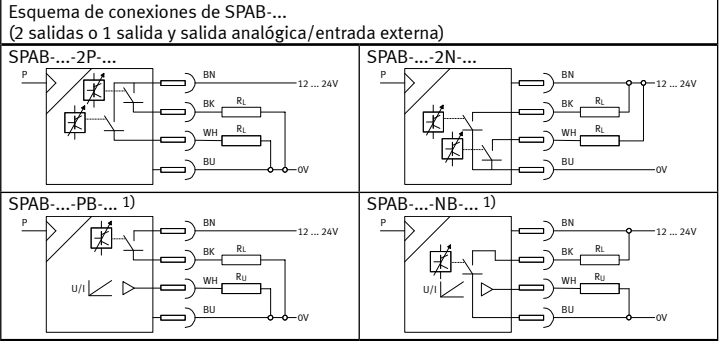 Esquema de conexiones de SPAB-...
(2 salidas o 1 salida y salida analógica/entrada externa)
SPAB-...-2P-...
P
BN
12 ... 24V
BK
RL
WH
RL
BU
0V
SPAB-...-2N-...
P
BN
12 ... 24V
BK
RL
WH
RL
BU
0V
SPAB-...-PB-... 1)
P
BN
12 ... 24V
BK
RL
U/I
WH
RU
BU
0V
SPAB-...-NB-... 1)
P
BN
12 ... 24V
BK
RL
U/I
WH
RU
BU
0V